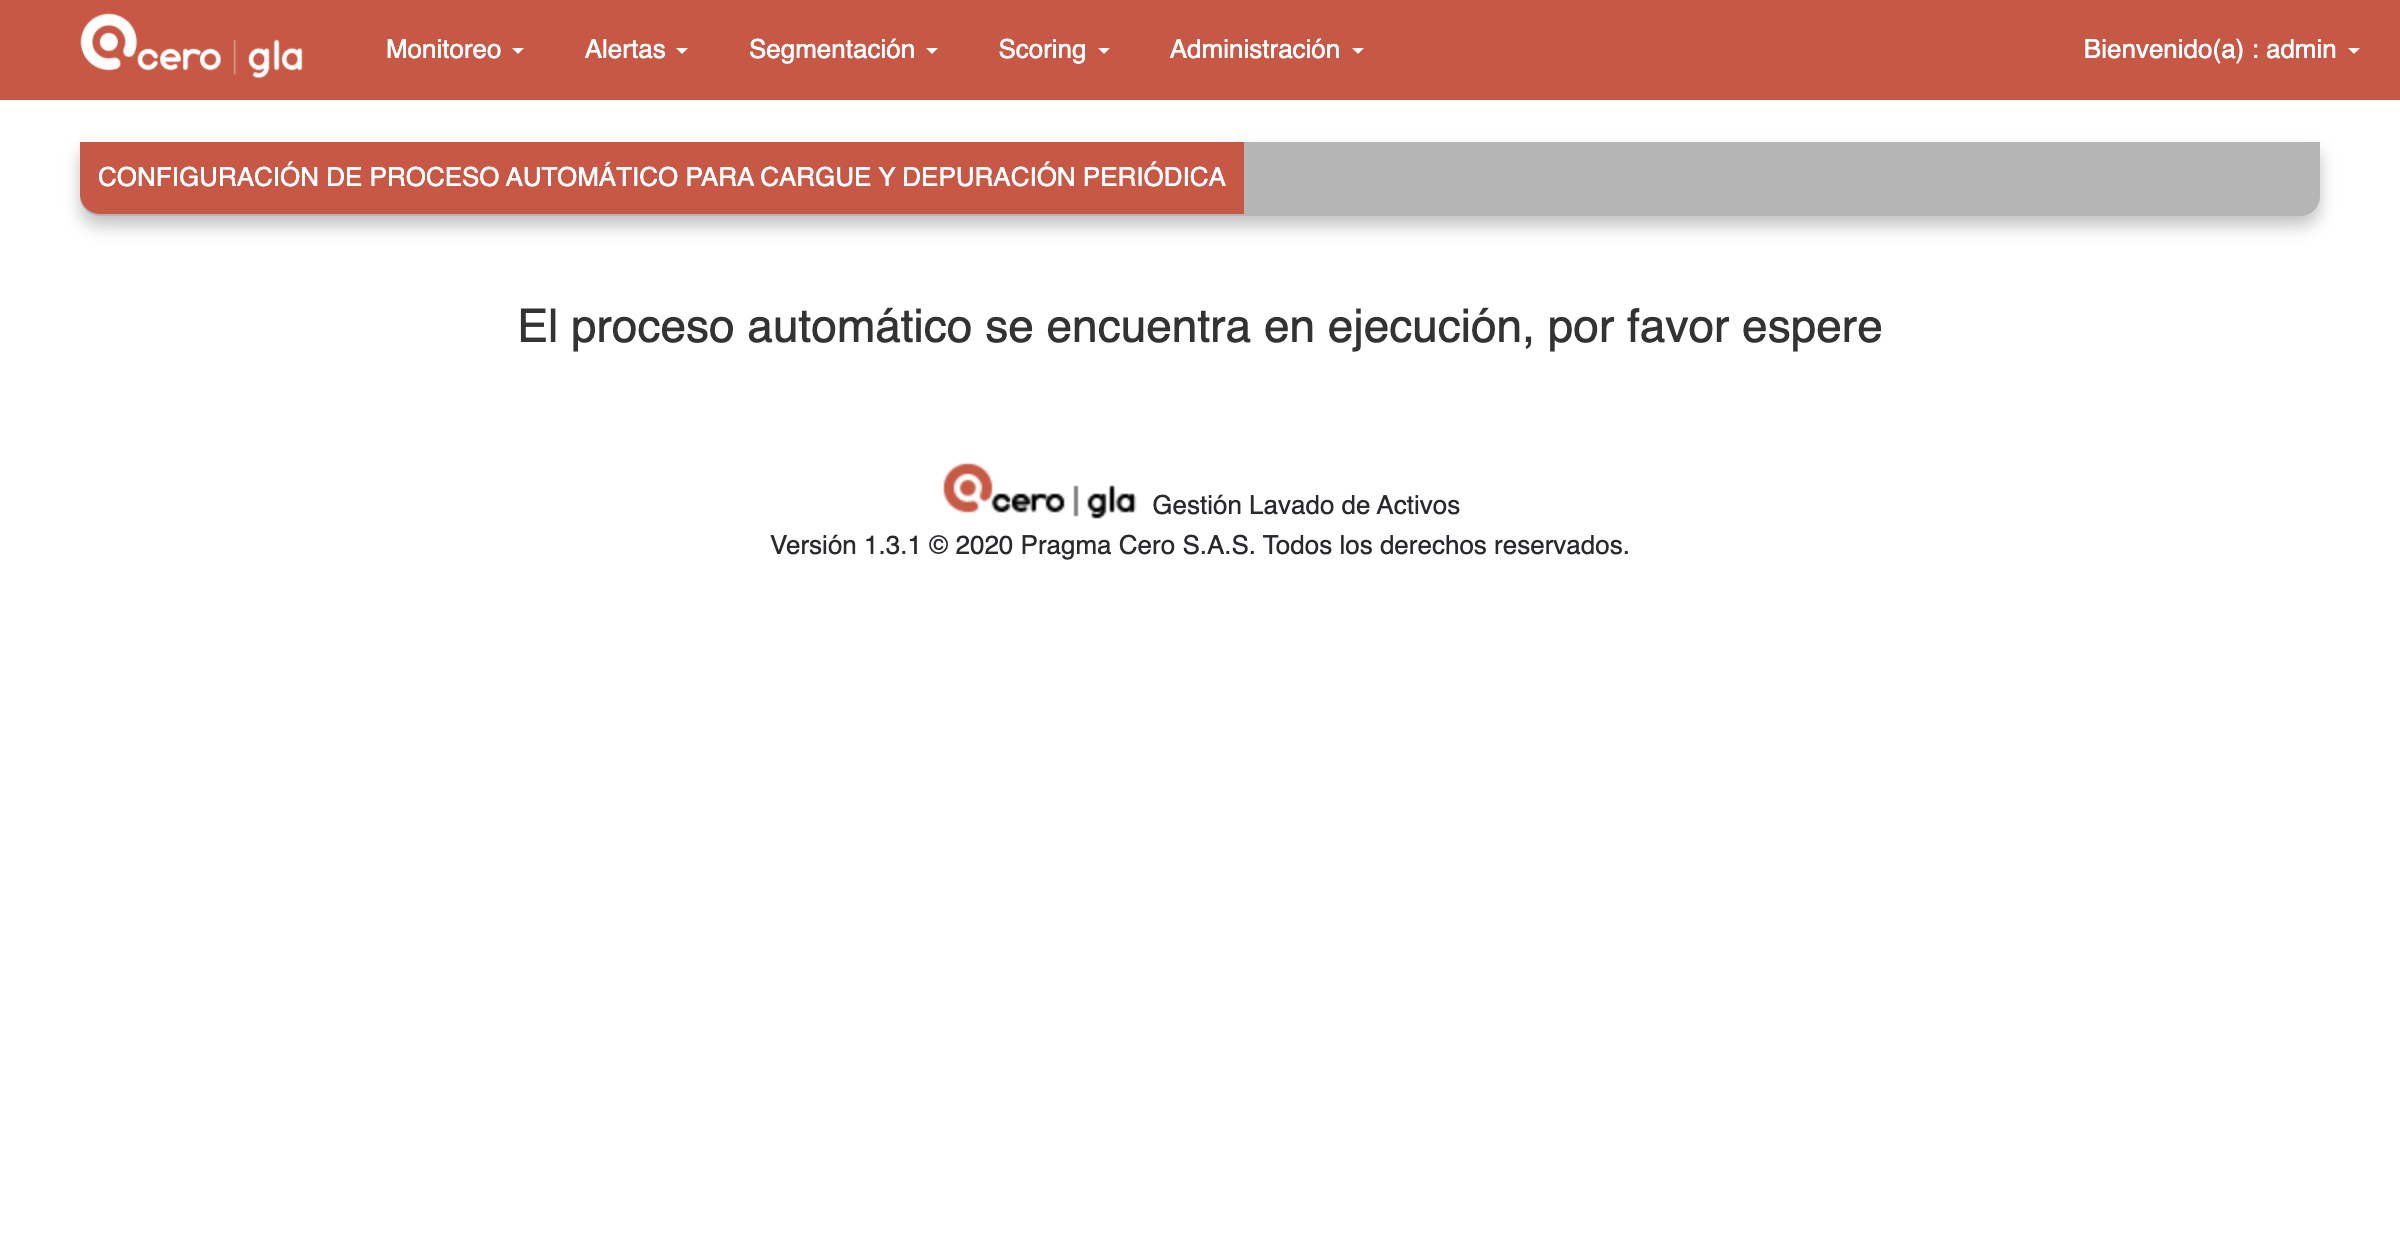 cero | gla Monitoreo Alertas Segmentación Scoring Administración Bienvenido(a) : admin
CONFIGURACIÓN DE PROCESO AUTOMÁTICO PARA CARGUE Y DEPURACIÓN PERIÓDICA
El proceso automático se encuentra en ejecución, por favor espere
cero | gla Gestión Lavado de Activos
Versión 1.3.1 © 2020 Pragma Cero S.A.S. Todos los derechos reservados.